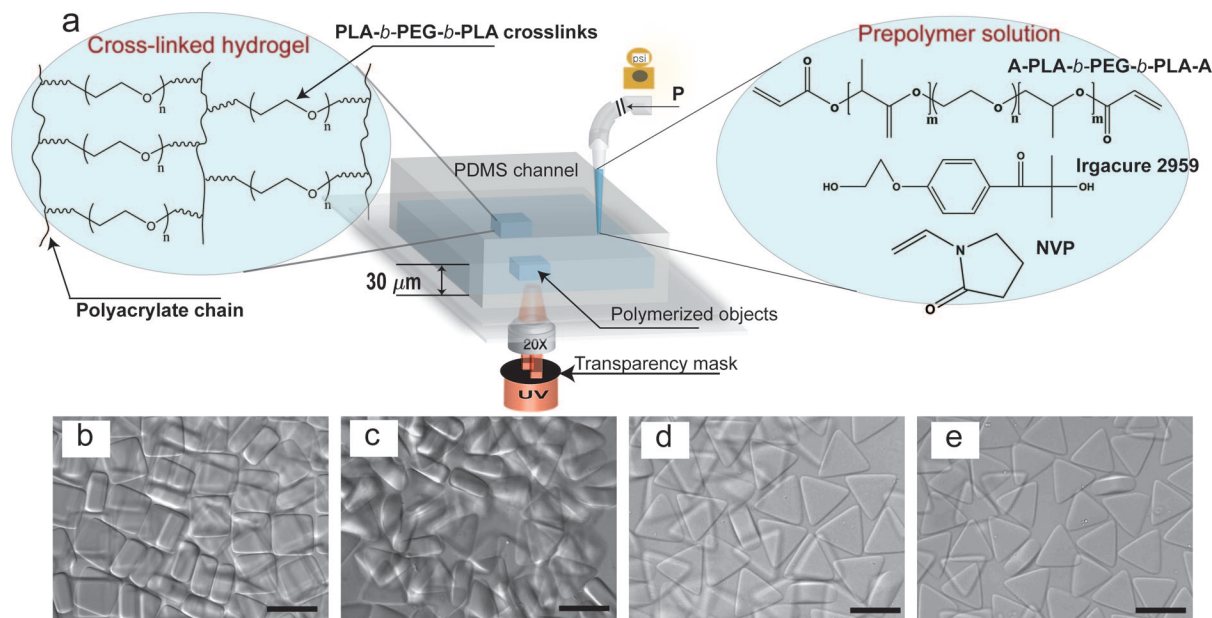 a
Cross-linked hydrogel
PLA-b-PEG-b-PLA crosslinks
O
n
O
n
O
n
O
n
O
n
Polyacrylate chain
psi
P
PDMS channel
30 μm
Polymerized objects
20X
Transparency mask
UV
Prepolymer solution
A-PLA-b-PEG-b-PLA-A
O
O
O
O
O
O
O
m
n
m
Irgacure 2959
O
HO
O
OH
NVP
N
O
b
c
d
e